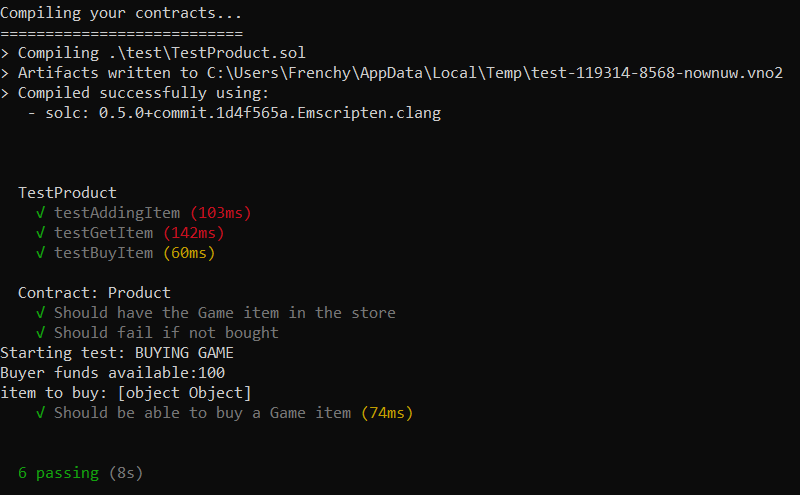 Compiling your contracts...
===========================
> Compiling .\test\TestProduct.sol
> Artifacts written to C:\Users\Frenchy\AppData\Local\Temp\test-119314-8568-nownuw.vno2
> Compiled successfully using:
   - solc: 0.5.0+commit.1d4f565a.Emscripten.clang
  TestProduct
    √ testAddingItem (103ms)
    √ testGetItem (142ms)
    √ testBuyItem (60ms)
  Contract: Product
    √ Should have the Game item in the store
    √ Should fail if not bought
Starting test: BUYING GAME
Buyer funds available:100
item to buy: [object Object]
    √ Should be able to buy a Game item (74ms)
  6 passing (8s)